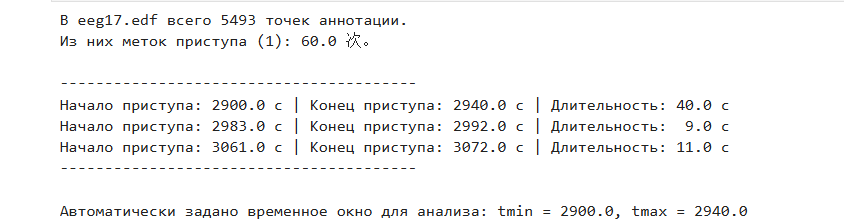 В eeg17.edf всего 5493 точек аннотации.
Из них меток приступа (1): 60.0 次。
----------------------------------------
Начало приступа: 2900.0 с | Конец приступа: 2940.0 с | Длительность: 40.0 с
Начало приступа: 2983.0 с | Конец приступа: 2992.0 с | Длительность:  9.0 с
Начало приступа: 3061.0 с | Конец приступа: 3072.0 с | Длительность: 11.0 с
----------------------------------------
Автоматически задано временное окно для анализа: tmin = 2900.0, tmax = 2940.0